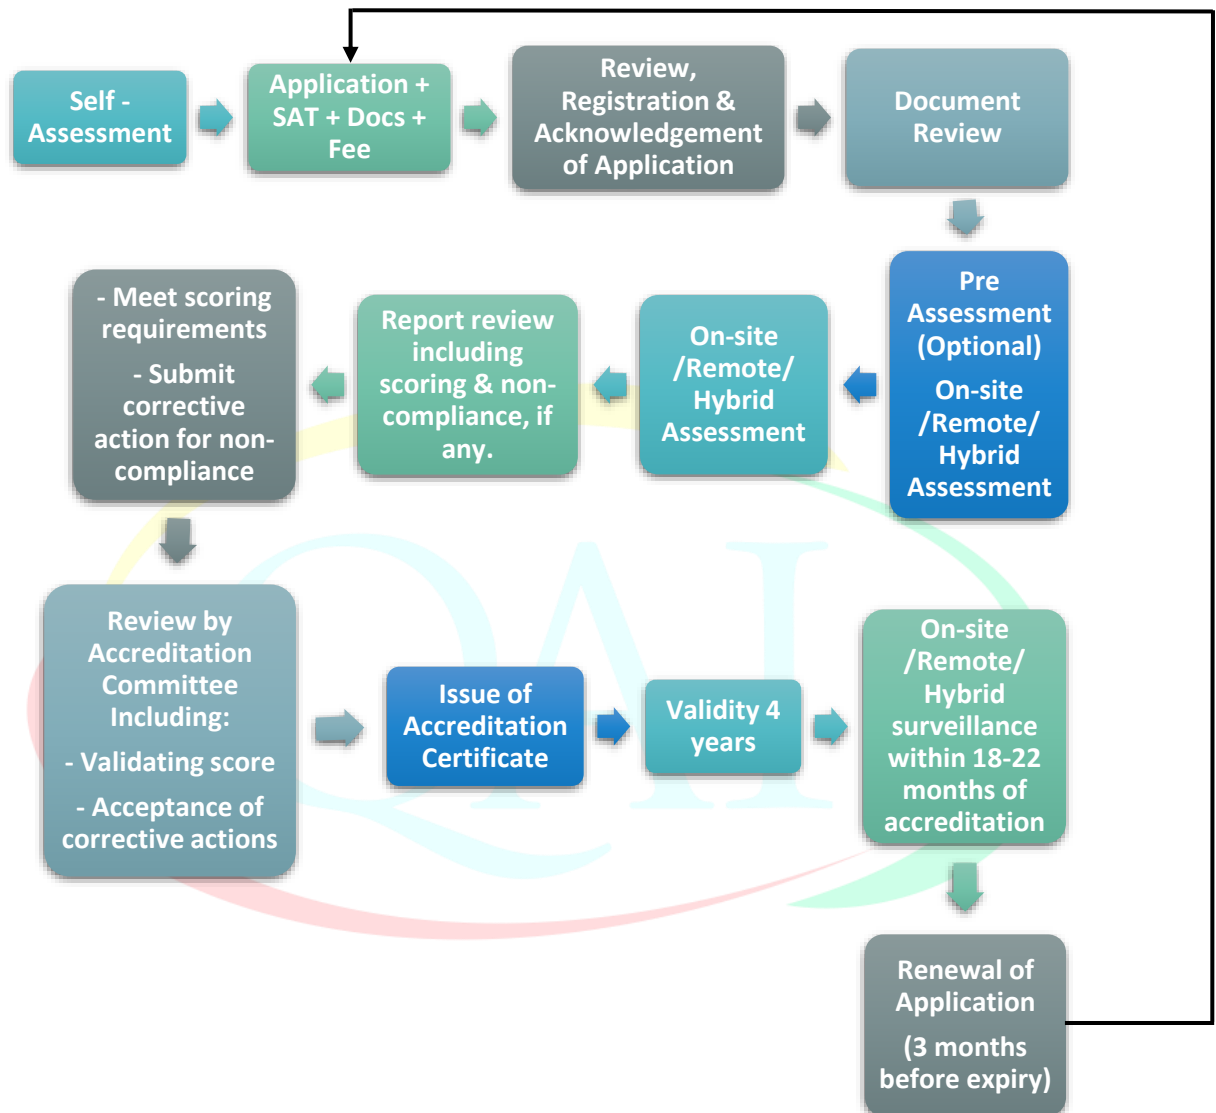 Self -
Assessment
Application +
SAT + Docs +
Fee
Review,
Registration &
Acknowledgement
of Application
Document
Review
Pre
Assessment
(Optional)
On-site
/Remote/
Hybrid
Assessment
On-site
/Remote/
Hybrid
Assessment
Report review
including
scoring & non-
compliance, if
any.
- Meet scoring
requirements
- Submit
corrective
action for non-
compliance
Review by
Accreditation
Committee
Including:
- Validating score
- Acceptance of
corrective actions
Issue of
Accreditation
Certificate
Validity 4
years
On-site
/Remote/
Hybrid
surveillance
within 18-22
months of
accreditation
Renewal of
Application
(3 months
before expiry)
QAI